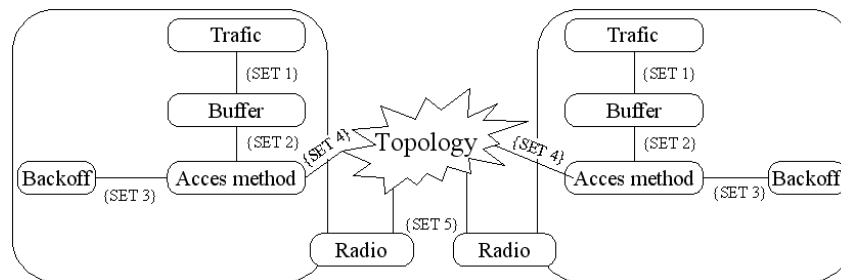 Trafic
{SET 1}
Buffer
{SET 2}
{SET 4}
Backoff
{SET 3}
Acces method
Topology
{SET 5}
Radio
Radio
Trafic
{SET 1}
Buffer
{SET 2}
{SET 4}
Acces method
{SET 3}
Backoff